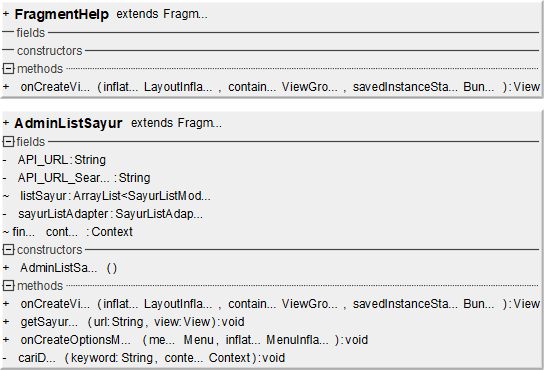 + FragmentHelp extends Fragm...
fields
constructors
methods
+ onCreateVi... (inflat... LayoutInfla... , contain... ViewGro... , savedInstanceSta... Bun... ):View
+ AdminListSayur extends Fragm...
fields
- API_URL:String
- API_URL_Sear... :String
~ listSayur:ArrayList<SayurListMod...
- sayurListAdapter:SayurListAdap...
~ fin... cont... :Context
constructors
+ AdminListSa... ()
methods
+ onCreateVi... (inflat... LayoutInfla... , contain... ViewGro... , savedInstanceSta... Bun... ):View
+ getSayur... (url:String, view:View):void
+ onCreateOptionsM... (me... Menu, inflat... MenuInfla... ):void
- cariD... (keyword:String, conte... Context):void